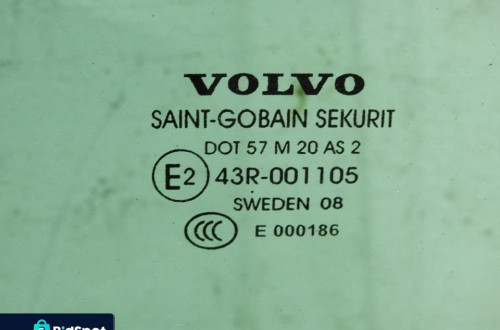 VOLVO
SAINT-GOBAIN SEKURIT
DOT 57 M 20 AS 2
E2 43R-001105
SWEDEN 08
CCC E 000186